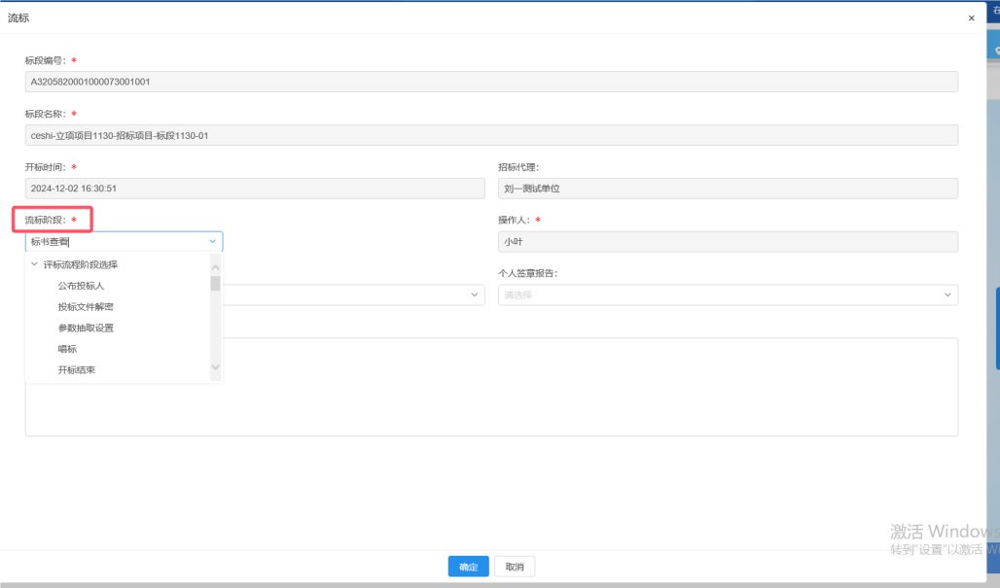 流标
×
标段编号: *
A3205820001000073001001
标段名称: *
ceshi-立项项目1130-招标项目-标段1130-01
开标时间: *
招标代理:
2024-12-02 16:30:51
刘一测试单位
流标阶段: *
操作人: *
标书查看
小叶
评标流程阶段选择
个人签章报告:
公布投标人
请选择
投标文件解密
参数抽取设置
唱标
开标结束
激活 Windows
转到"设置"以激活 Wi
确定
取消